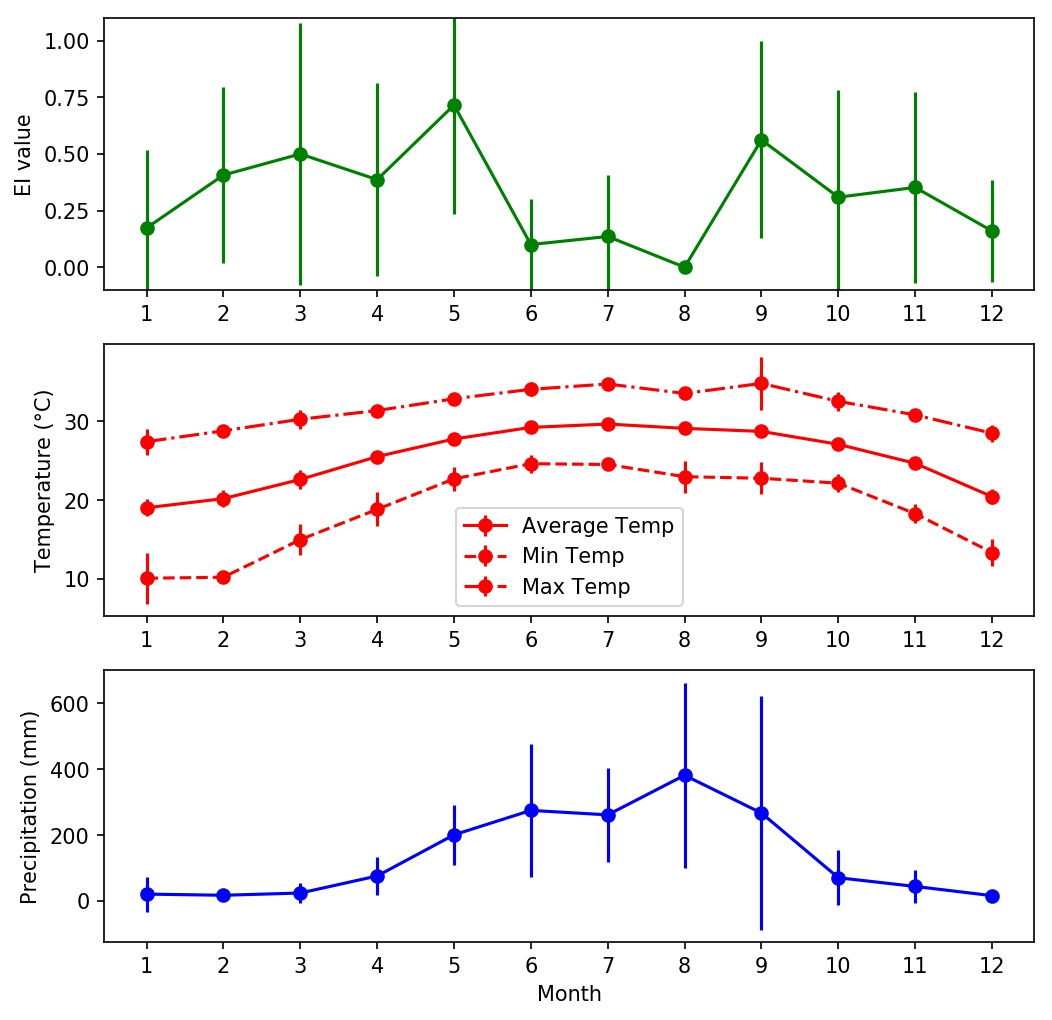 1.00
0.75
0.50
0.25
0.00
EI value
1 2 3 4 5 6 7 8 9 10 11 12
30
20
10
Temperature (°C)
Average Temp
Min Temp
Max Temp
1 2 3 4 5 6 7 8 9 10 11 12
600
400
200
0
Precipitation (mm)
1 2 3 4 5 6 7 8 9 10 11 12
Month